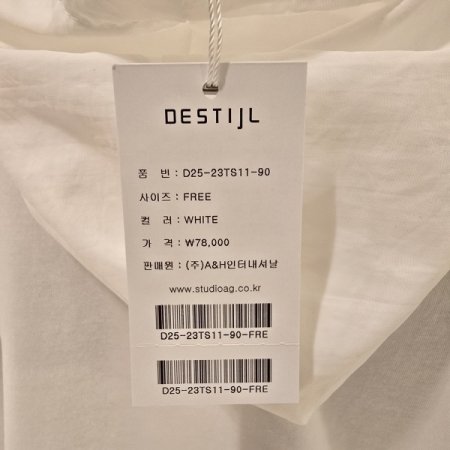 DESTIJL
품 번 : D25-23TS11-90
사이즈 : FREE
컬 러 : WHITE
가 격 : ₩78,000
판매원 : (주)A&H인터내셔날
www.studioag.co.kr
D25-23TS11-90-FRE
D25-23TS11-90-FRE